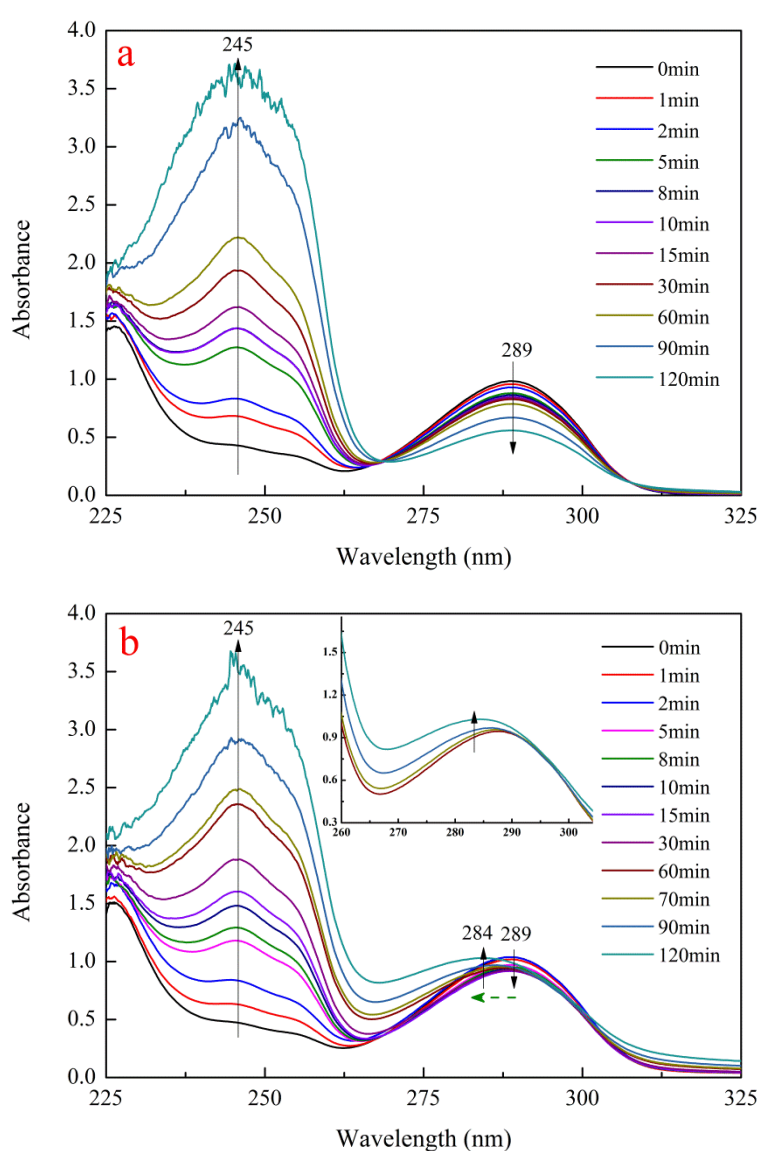 a
245
289
0min
1min
2min
5min
8min
10min
15min
30min
60min
90min
120min
4.0
3.5
3.0
2.5
2.0
1.5
1.0
0.5
0.0
Absorbance
225 250 275 300 325
Wavelength (nm)
b
245
284 289
0min
1min
2min
5min
8min
10min
15min
30min
60min
70min
90min
120min
1.5
1.2
0.9
0.6
0.3
260 270 280 290 300
4.0
3.5
3.0
2.5
2.0
1.5
1.0
0.5
0.0
Absorbance
225 250 275 300 325
Wavelength (nm)